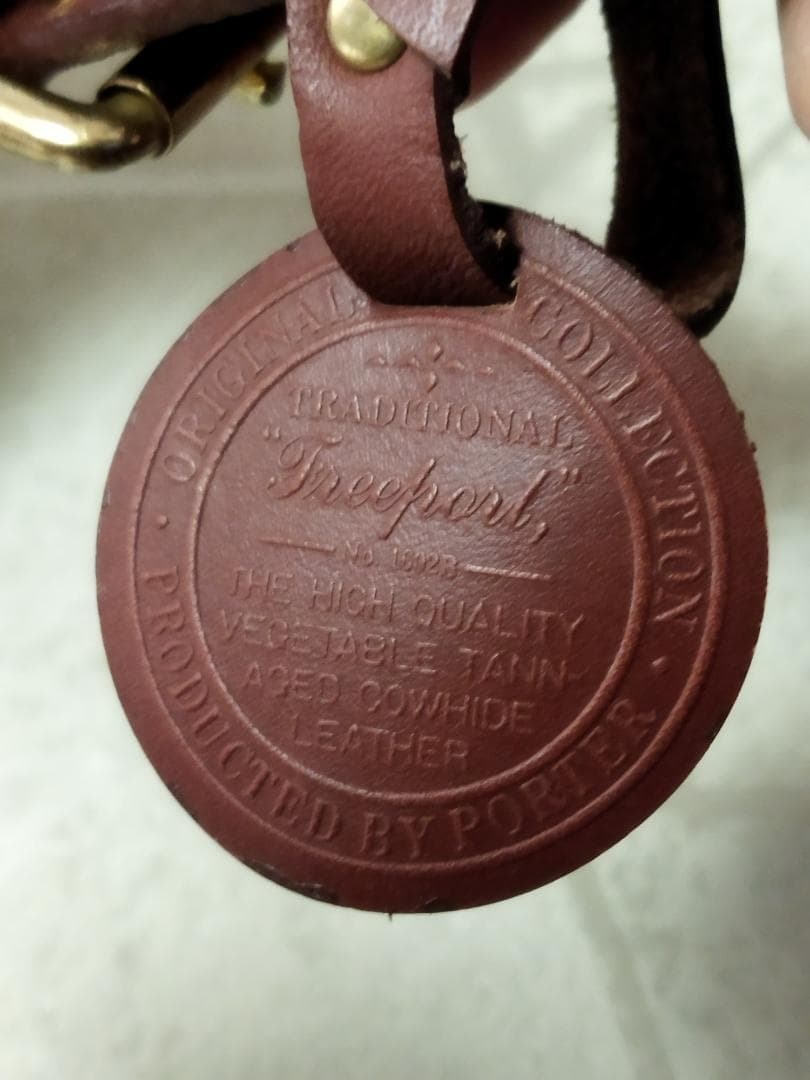 ORIGINAL COLLECTION
TRADITIONAL
"Freeport,"
No. 1602B
THE HIGH QUALITY
VEGETABLE TANN-
AGED COWHIDE
LEATHER
PRODUCTED BY PORTER